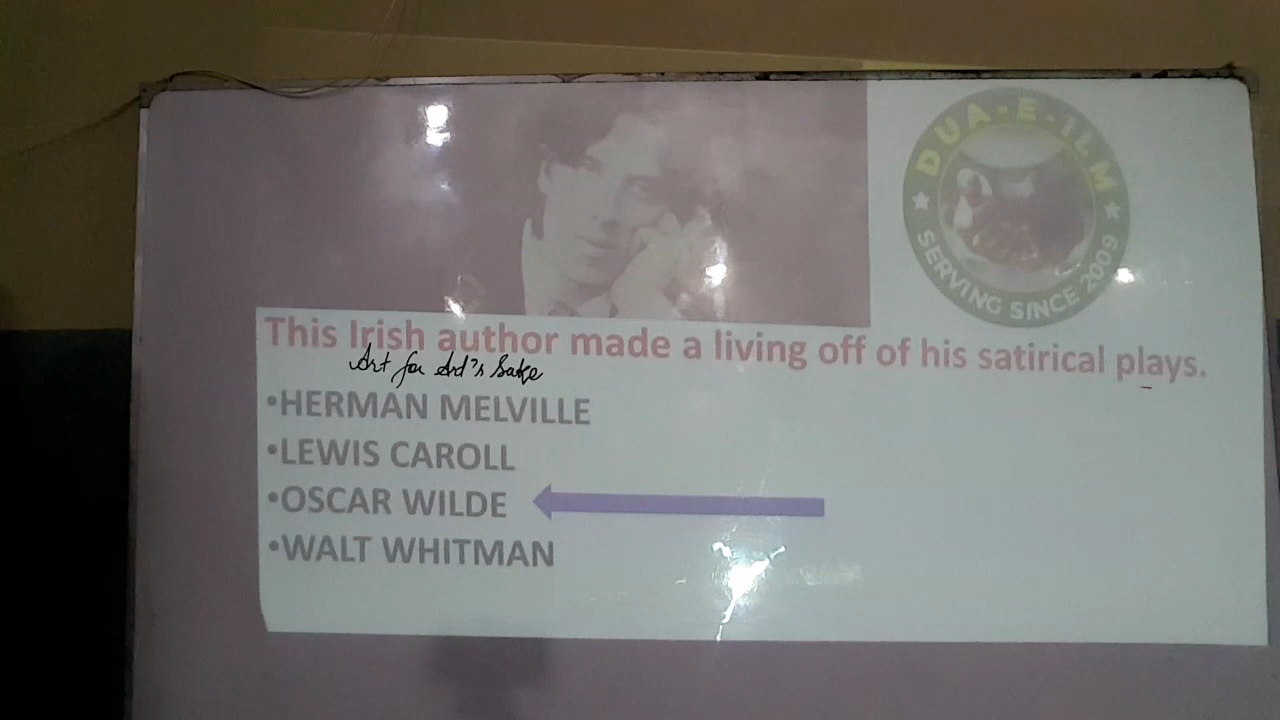 DUA-E-ILM
SERVING SINCE 2009
This Irish author made a living off of his satirical plays.
Art for Art's Sake
•HERMAN MELVILLE
•LEWIS CAROLL
•OSCAR WILDE
•WALT WHITMAN